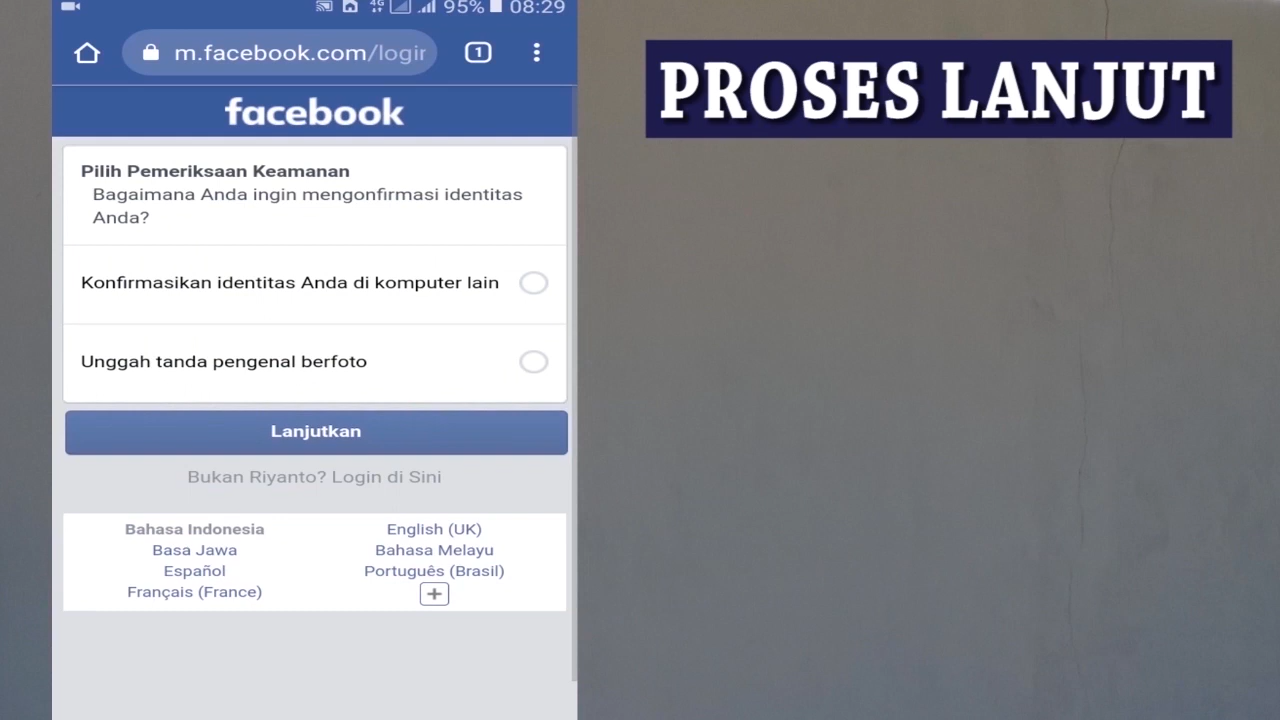 95% 08:29
m.facebook.com/login
1
PROSES LANJUT
facebook
Pilih Pemeriksaan Keamanan
Bagaimana Anda ingin mengonfirmasi identitas
Anda?
Konfirmasikan identitas Anda di komputer lain
Unggah tanda pengenal berfoto
Lanjutkan
Bukan Riyanto? Login di Sini
Bahasa Indonesia English (UK)
Basa Jawa Bahasa Melayu
Español Português (Brasil)
Français (France)